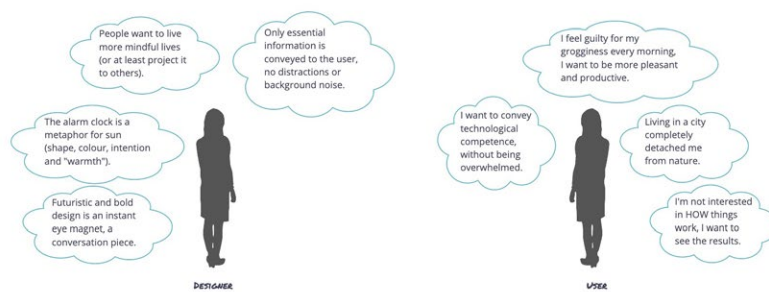 People want to live
more mindful lives
(or at least project it
to others).
Only essential
information is
conveyed to the user,
no distractions or
background noise.
The alarm clock is a
metaphor for sun
(shape, colour, intention
and "warmth").
Futuristic and bold
design is an instant
eye magnet, a
conversation piece.
DESIGNER
I feel guilty for my
grogginess every morning,
I want to be more pleasant
and productive.
I want to convey
technological
competence,
without being
overwhelmed.
Living in a city
completely
detached me
from nature.
I'm not interested
in HOW things
work, I want to
see the results.
USER